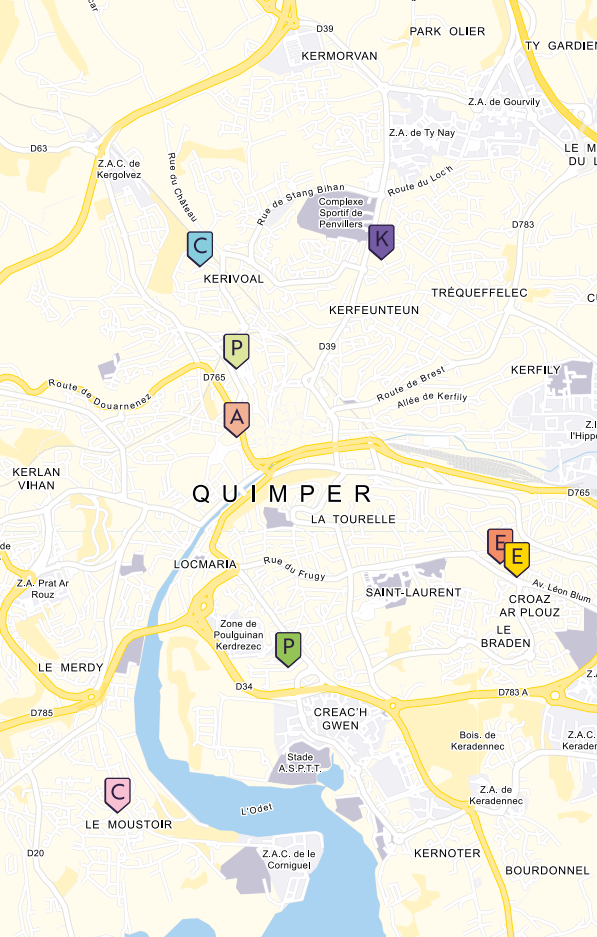 car
D39
PARK OLIER
KERMORVAN
TY GARDIEN
Z.A. de Gourvily
Z.A. de Ty Nay
D63
Z.A.C. de
Kergolvez
LE M
DU L
Rue du Château
Rue de Stang Bihan
Route du Loc'h
Complexe
Sportif de
Penvillers
D783
C
K
KERIVOAL
TRÉQUEFFELEC
CU
KERFEUNTEUN
P
D39
D765
Route de Brest
KERFILY
Route de Douarnenez
Allée de Kerfily
A
Z.I
l'Hippo
KERLAN
VIHAN
QUIMPER
D765
LA TOURELLE
de
E
E
LOCMARIA
Rue du Frugy
Z.A. Prat Ar
Rouz
SAINT-LAURENT
Av. Léon Blum
CROAZ
AR PLOUZ
Zone de
Poulguinan
Kerdrezec
LE
BRADEN
P
LE MERDY
Z.A
D34
D783 A
D785
CREAC'H
GWEN
Bois. de
Keradennec
Z.A.C.
Keraden
Stade
A.S.P.T.T.
C
Z.A. de
Keradennec
L'Odet
LE MOUSTOIR
D20
Z.A.C. de le
Corniguel
KERNOTER
BOURDONNEL